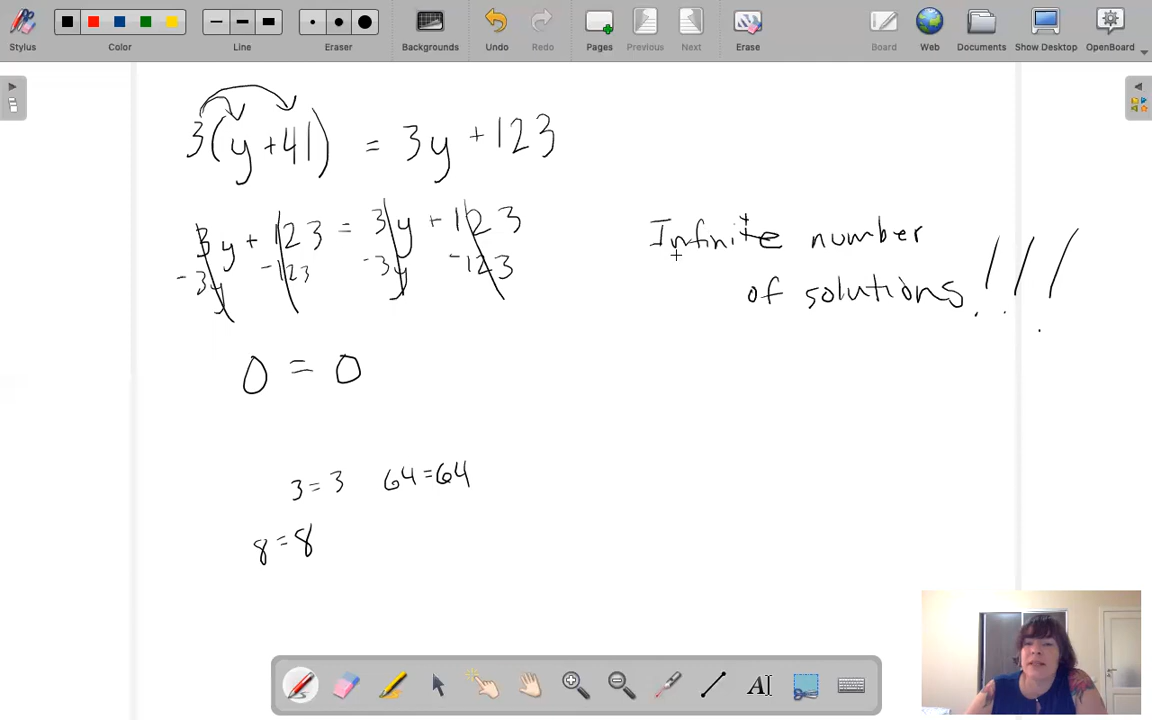 Stylus
Color
Line
Eraser
Backgrounds
Undo
Redo
Pages
Previous
Next
Erase
Board
Web
Documents
Show Desktop
OpenBoard
3(y+41) = 3y+123
3y+123 = 3y+123
-3y -123 -3y -123
Infinite number
of solutions!!!
0 = 0
3=3 64=64
8=8
A